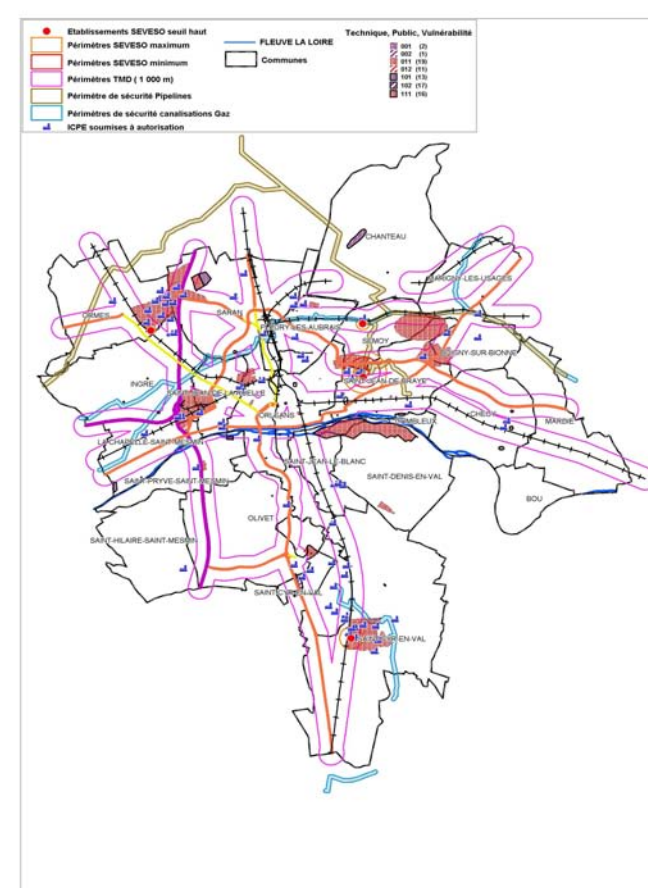 Etablissements SEVESO seuil haut
Périmètres SEVESO maximum
Périmètres SEVESO minimum
Périmètres TMD ( 1 000 m)
Périmètre de sécurité Pipelines
Périmètres de sécurité canalisations Gaz
ICPE soumises à autorisation
FLEUVE LA LOIRE
Communes
Technique, Public, Vulnérabilité
001 (2)
002 (1)
011 (19)
012 (11)
101 (13)
102 (17)
111 (16)
CHANTEAU
MARIGNY-LES-USAGES
ORMES
SARAN
FLEURY-LES-AUBRAIS
SEMOY
INGRE
SAINT-JEAN-DE-BRAYE
ORLEANS
CHECY
MARDIE
LA CHAPELLE-SAINT-MESMIN
SAINT-JEAN-LE-BLANC
SAINT-DENIS-EN-VAL
SAINT-PRYVE-SAINT-MESMIN
BOU
OLIVET
SAINT-HILAIRE-SAINT-MESMIN
SAINT-CYR-EN-VAL